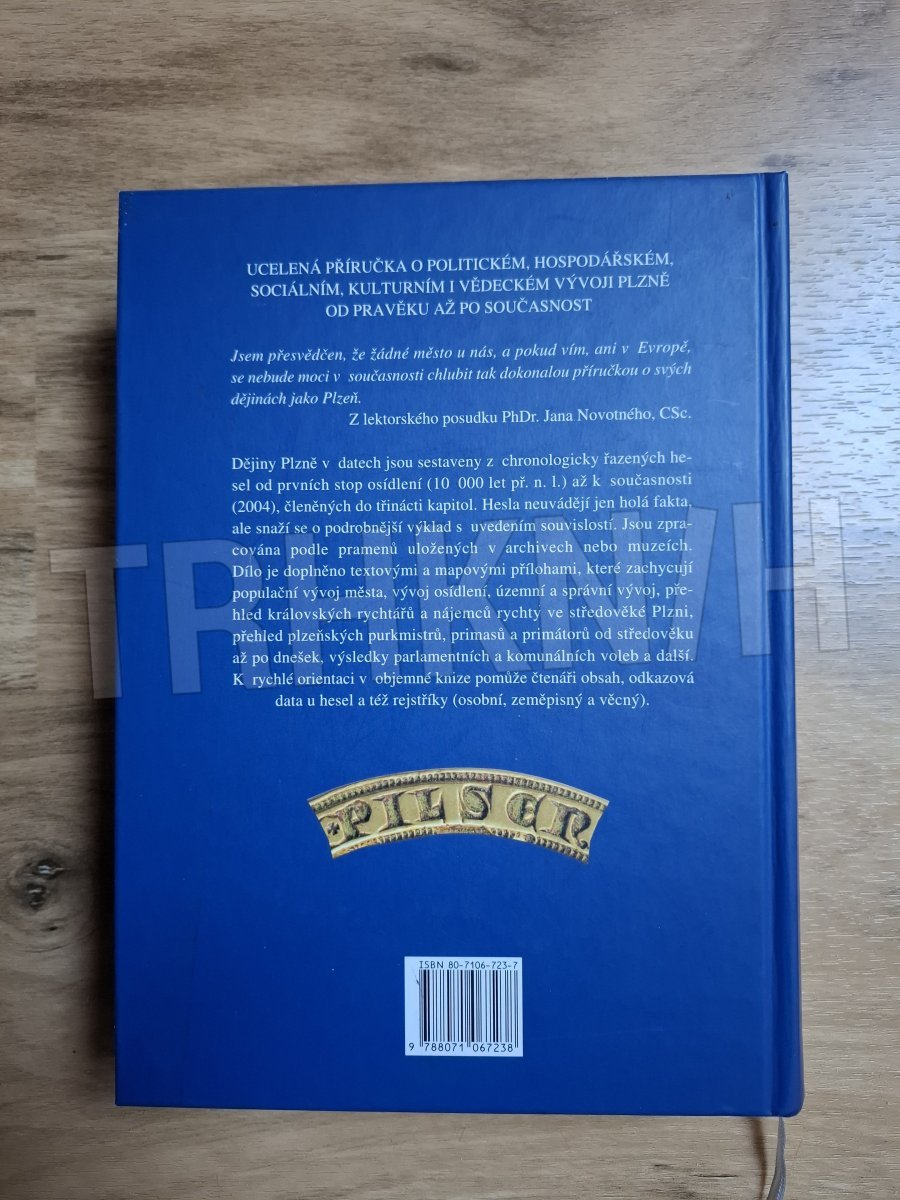 UCELENÁ PŘÍRUČKA O POLITICKÉM, HOSPODÁŘSKÉM,
SOCIÁLNÍM, KULTURNÍM I VĚDECKÉM VÝVOJI PLZNĚ
OD PRAVĚKU AŽ PO SOUČASNOST
Jsem přesvědčen, že žádné město u nás, a pokud vím, ani v Evropě,
se nebude moci v současnosti chlubit tak dokonalou příručkou o svých
dějinách jako Plzeň.
Z lektorského posudku PhDr. Jana Novotného, CSc.
Dějiny Plzně v datech jsou sestaveny z chronologicky řazených he-
sel od prvních stop osídlení (10 000 let př. n. l.) až k současnosti
(2004), členěných do třinácti kapitol. Hesla neuvádějí jen holá fakta,
ale snaží se o podrobnější výklad s uvedením souvislostí. Jsou zpra-
cována podle pramenů uložených v archivech nebo muzeích.
Dílo je doplněno textovými a mapovými přílohami, které zachycují
populační vývoj města, vývoj osídlení, územní a správní vývoj, pře-
hled královských rychtářů a nájemců rychty ve středověké Plzni,
přehled plzeňských purkmistrů, primasů a primátorů od středověku
až po dnešek, výsledky parlamentních a komunálních voleb a další.
K rychlé orientaci v objemné knize pomůže čtenáři obsah, odkazová
data u hesel a též rejstříky (osobní, zeměpisný a věcný).
TRHKNIH
PILSEN
ISBN 80-7106-723-7
9 788071 067238